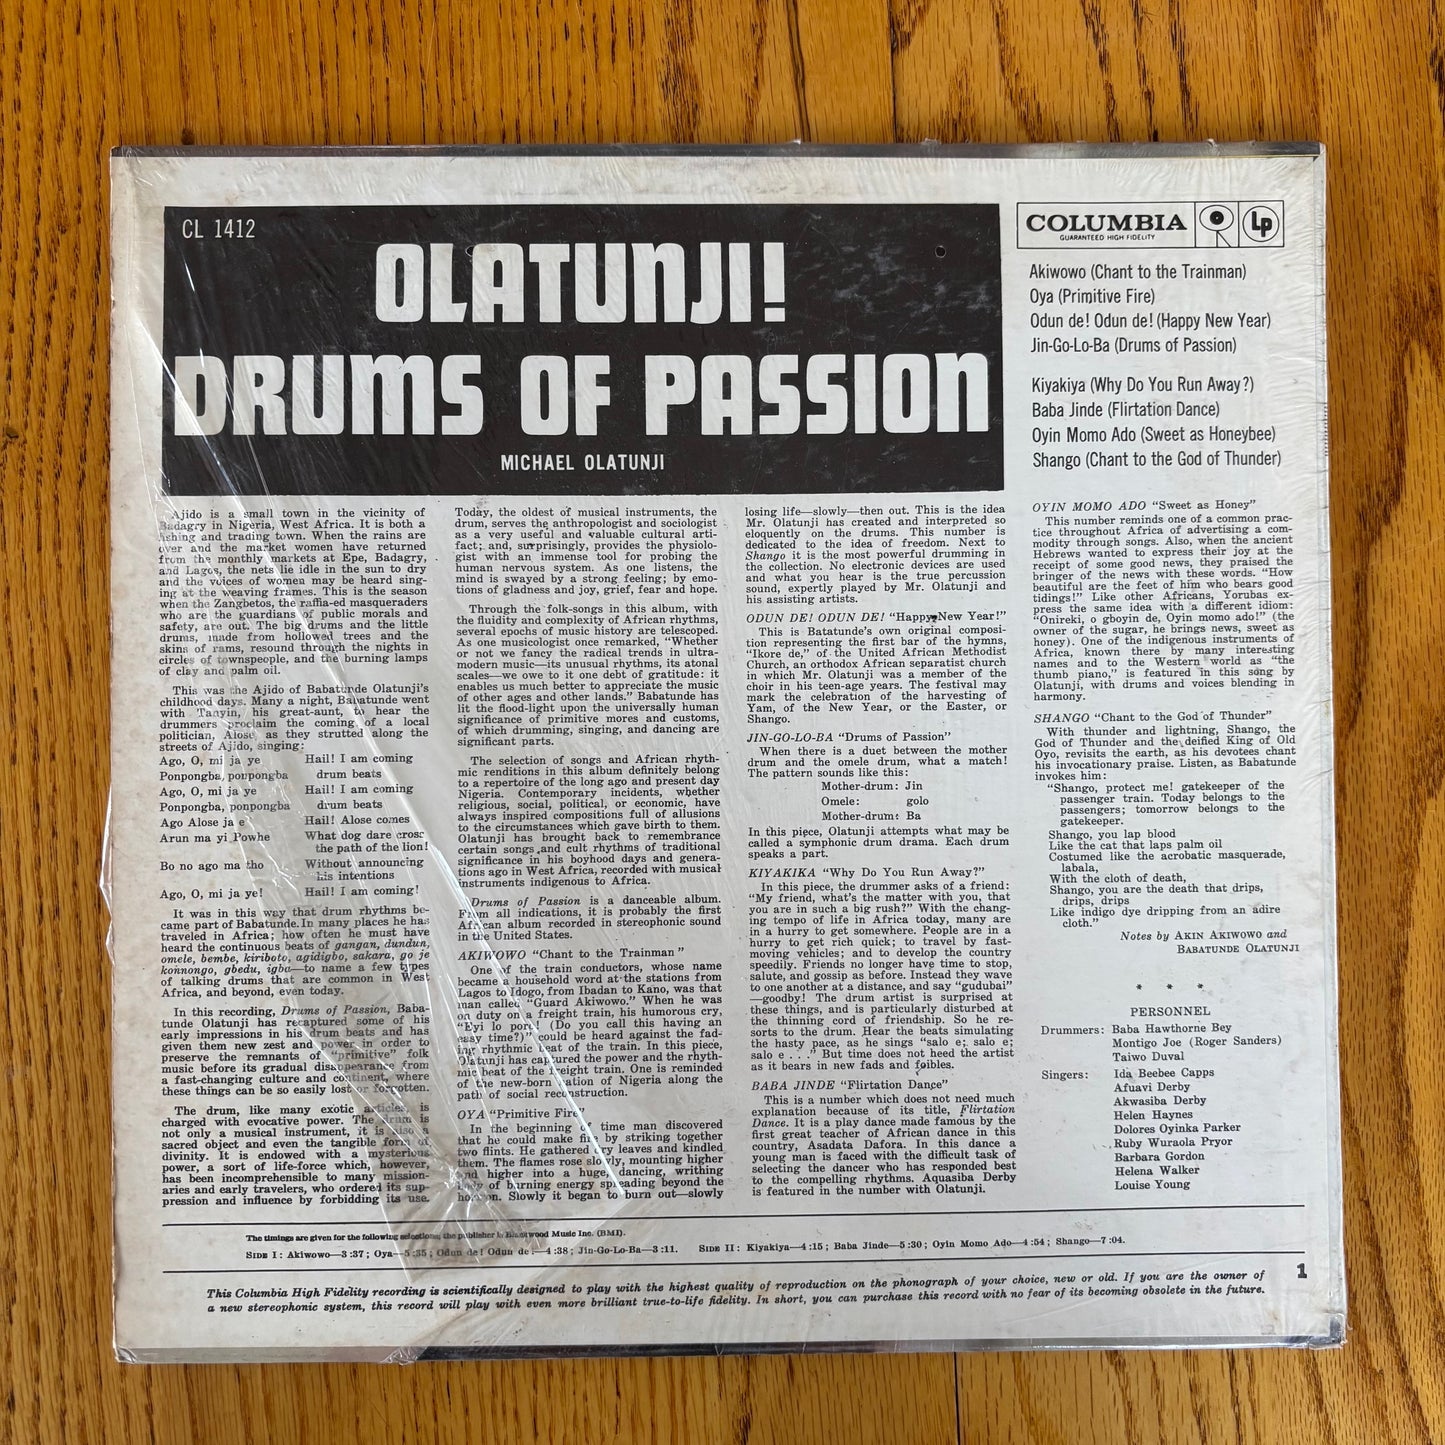 CL 1412
OLATUNJI!
DRUMS OF PASSION
MICHAEL OLATUNJI
COLUMBIA
GUARANTEED HIGH FIDELITY
Lp
Akiwowo (Chant to the Trainman)
Oya (Primitive Fire)
Odun de! Odun de! (Happy New Year)
Jin-Go-Lo-Ba (Drums of Passion)
Kiyakiya (Why Do You Run Away?)
Baba Jinde (Flirtation Dance)
Oyin Momo Ado (Sweet as Honeybee)
Shango (Chant to the God of Thunder)
Ajido is a small town in the vicinity of
Badagry in Nigeria, West Africa. It is both a
fishing and trading town. When the rains are
over and the market women have returned
from the monthly markets at Epe, Badagry,
and Lagos, the nets lie idle in the sun to dry
and the voices of women may be heard sing-
ing at the weaving frames. This is the season
when the Zangbetos, the raffia-ed masqueraders
who are the guardians of public morals and
safety, are out. The big drums and the little
drums, made from hollowed trees and the
skins of rams, resound through the nights in
circles of townspeople, and the burning lamps
of clay and palm oil.
This was the Ajido of Babatunde Olatunji's
childhood days. Many a night, Babatunde went
with Tanyin, his great-aunt, to hear the
drummers proclaim the coming of a local
politician, Alose, as they strutted along the
streets of Ajido, singing:
Ago, O, mi ja ye Hail! I am coming
Ponpongba, ponpongba drum beats
Ago, O, mi ja ye Hail! I am coming
Ponpongba, ponpongba drum beats
Ago Alose ja e Hail! Alose comes
Arun ma yi Powhe What dog dare cross
the path of the lion!
Bo no ago ma tho Without announcing
his intentions
Ago, O, mi ja ye! Hail! I am coming!
It was in this way that drum rhythms be-
came part of Babatunde. In many places he has
traveled in Africa; how often he must have
heard the continuous beats of gangan, dundun,
omele, bembe, kiriboto, agidigbo, sakara, go je
konnongo, gbedu, igba—to name a few types
of talking drums that are common in West
Africa, and beyond, even today.
In this recording, Drums of Passion, Baba-
tunde Olatunji has recaptured some of his
early impressions in his drum beats and has
given them new zest and power in order to
preserve the remnants of "primitive" folk
music before its gradual disappearance from
a fast-changing culture and continent, where
these things can be so easily lost or forgotten.
The drum, like many exotic articles, is
charged with evocative power. The drum is
not only a musical instrument, it is also a
sacred object and even the tangible form of
divinity. It is endowed with a mysterious
power, a sort of life-force which, however,
has been incomprehensible to many mission-
aries and early travelers, who ordered its sup-
pression and influence by forbidding its use.
Today, the oldest of musical instruments, the
drum, serves the anthropologist and sociologist
as a very useful and valuable cultural arti-
fact; and, surprisingly, provides the physiolo-
gist with an immense tool for probing the
human nervous system. As one listens, the
mind is swayed by a strong feeling; by emo-
tions of gladness and joy, grief, fear and hope.
Through the folk-songs in this album, with
the fluidity and complexity of African rhythms,
several epochs of music history are telescoped.
As one musicologist once remarked, "Whether
or not we fancy the radical trends in ultra-
modern music—its unusual rhythms, its atonal
scales—we owe to it one debt of gratitude: it
enables us much better to appreciate the music
of other ages and other lands." Babatunde has
lit the flood-light upon the universally human
significance of primitive mores and customs,
of which drumming, singing, and dancing are
significant parts.
The selection of songs and African rhyth-
mic renditions in this album definitely belong
to a repertoire of the long ago and present day
Nigeria. Contemporary incidents, whether
religious, social, political, or economic, have
always inspired compositions full of allusions
to the circumstances which gave birth to them.
Olatunji has brought back to remembrance
certain songs and cult rhythms of traditional
significance in his boyhood days and genera-
tions ago in West Africa, recorded with musical
instruments indigenous to Africa.
Drums of Passion is a danceable album.
From all indications, it is probably the first
African album recorded in stereophonic sound
in the United States.
AKIWOWO "Chant to the Trainman"
One of the train conductors, whose name
became a household word at the stations from
Lagos to Idogo, from Ibadan to Kano, was that
man called "Guard Akiwowo." When he was
on duty on a freight train, his humorous cry,
"Eyi lo pore! (Do you call this having an
easy time?)" could be heard against the fad-
ing rhythmic beat of the train. In this piece,
Olatunji has captured the power and the rhyth-
mic beat of the freight train. One is reminded
of the new-born nation of Nigeria along the
path of social reconstruction.
OYA "Primitive Fire"
In the beginning of time man discovered
that he could make fire by striking together
two flints. He gathered dry leaves and kindled
them. The flames rose slowly, mounting higher
and higher into a huge, dancing, writhing
body of burning energy spreading beyond the
horizon. Slowly it began to burn out—slowly
losing life—slowly—then out. This is the idea
Mr. Olatunji has created and interpreted so
eloquently on the drums. This number is
dedicated to the idea of freedom. Next to
Shango it is the most powerful drumming in
the collection. No electronic devices are used
and what you hear is the true percussion
sound, expertly played by Mr. Olatunji and
his assisting artists.
ODUN DE! ODUN DE! "Happy New Year!"
This is Batatunde's own original composi-
tion representing the first bar of the hymns,
"Ikore de," of the United African Methodist
Church, an orthodox African separatist church
in which Mr. Olatunji was a member of the
choir in his teen-age years. The festival may
mark the celebration of the harvesting of
Yam, of the New Year, or the Easter, or
Shango.
JIN-GO-LO-BA "Drums of Passion"
When there is a duet between the mother
drum and the omele drum, what a match!
The pattern sounds like this:
Mother-drum: Jin
Omele: golo
Mother-drum: Ba
In this piece, Olatunji attempts what may be
called a symphonic drum drama. Each drum
speaks a part.
KIYAKIKA "Why Do You Run Away?"
In this piece, the drummer asks of a friend:
"My friend, what's the matter with you, that
you are in such a big rush?" With the chang-
ing tempo of life in Africa today, many are
in a hurry to get somewhere. People are in a
hurry to get rich quick; to travel by fast-
moving vehicles; and to develop the country
speedily. Friends no longer have time to stop,
salute, and gossip as before. Instead they wave
to one another at a distance, and say "gudubai"
—goodby! The drum artist is surprised at
these things, and is particularly disturbed at
the thinning cord of friendship. So he re-
sorts to the drum. Hear the beats simulating
the hasty pace, as he sings "salo e; salo e;
salo e . . ." But time does not heed the artist
as it bears in new fads and foibles.
BABA JINDE "Flirtation Dance"
This is a number which does not need much
explanation because of its title, Flirtation
Dance. It is a play dance made famous by the
first great teacher of African dance in this
country, Asadata Dafora. In this dance a
young man is faced with the difficult task of
selecting the dancer who has responded best
to the compelling rhythms. Aquasiba Derby
is featured in the number with Olatunji.
OYIN MOMO ADO "Sweet as Honey"
This number reminds one of a common prac-
tice throughout Africa of advertising a com-
modity through songs. Also, when the ancient
Hebrews wanted to express their joy at the
receipt of some good news, they praised the
bringer of the news with these words. "How
beautiful are the feet of him who bears good
tidings!" Like other Africans, Yorubas ex-
press the same idea with a different idiom:
"Onireki, o gboyin de, Oyin momo ado!" (the
owner of the sugar, he brings news, sweet as
honey). One of the indigenous instruments of
Africa, known there by many interesting
names and to the Western world as "the
thumb piano," is featured in this song by
Olatunji, with drums and voices blending in
harmony.
SHANGO "Chant to the God of Thunder"
With thunder and lightning, Shango, the
God of Thunder and the deified King of Old
Oyo, revisits the earth, as his devotees chant
his invocationary praise. Listen, as Babatunde
invokes him:
"Shango, protect me! gatekeeper of the
passenger train. Today belongs to the
passengers; tomorrow belongs to the
gatekeeper.
Shango, you lap blood
Like the cat that laps palm oil
Costumed like the acrobatic masquerade,
labala,
With the cloth of death,
Shango, you are the death that drips,
drips, drips
Like indigo dye dripping from an adire
cloth."
Notes by AKIN AKIWOWO and
BABATUNDE OLATUNJI
* * *
PERSONNEL
Drummers: Baba Hawthorne Bey
Montigo Joe (Roger Sanders)
Taiwo Duval
Singers: Ida Beebee Capps
Afuavi Derby
Akwasiba Derby
Helen Haynes
Dolores Oyinka Parker
Ruby Wuraola Pryor
Barbara Gordon
Helena Walker
Louise Young
The timings are given for the following selections; the publisher is Blackwood Music Inc. (BMI).
SIDE I: Akiwowo—3:37; Oya—5:35; Odun de! Odun de!—4:38; Jin-Go-Lo-Ba—3:11. SIDE II: Kiyakiya—4:15; Baba Jinde—5:30; Oyin Momo Ado—4:54; Shango—7:04.
This Columbia High Fidelity recording is scientifically designed to play with the highest quality of reproduction on the phonograph of your choice, new or old. If you are the owner of
a new stereophonic system, this record will play with even more brilliant true-to-life fidelity. In short, you can purchase this record with no fear of its becoming obsolete in the future.
1